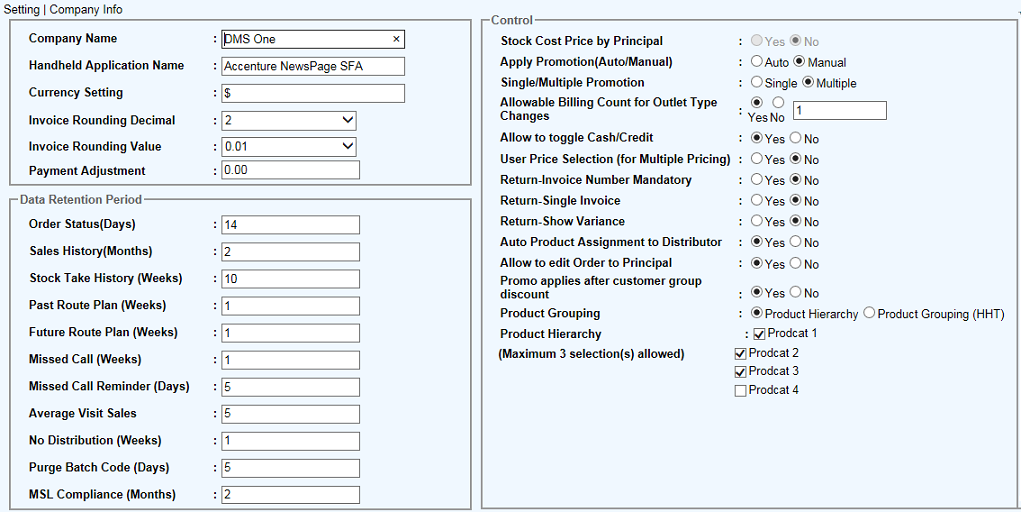 Setting | Company Info
Company Name : DMS One ×
Handheld Application Name : Accenture NewsPage SFA
Currency Setting : $
Invoice Rounding Decimal : 2
Invoice Rounding Value : 0.01
Payment Adjustment : 0.00
Data Retention Period
Order Status(Days) : 14
Sales History(Months) : 2
Stock Take History (Weeks) : 10
Past Route Plan (Weeks) : 1
Future Route Plan (Weeks) : 1
Missed Call (Weeks) : 1
Missed Call Reminder (Days) : 5
Average Visit Sales : 5
No Distribution (Weeks) : 1
Purge Batch Code (Days) : 5
MSL Compliance (Months) : 2
Control
Stock Cost Price by Principal : Yes No
Apply Promotion(Auto/Manual) : Auto Manual
Single/Multiple Promotion : Single Multiple
Allowable Billing Count for Outlet Type
Changes : Yes No 1
Allow to toggle Cash/Credit : Yes No
User Price Selection (for Multiple Pricing) : Yes No
Return-Invoice Number Mandatory : Yes No
Return-Single Invoice : Yes No
Return-Show Variance : Yes No
Auto Product Assignment to Distributor : Yes No
Allow to edit Order to Principal : Yes No
Promo applies after customer group
discount : Yes No
Product Grouping : Product Hierarchy Product Grouping (HHT)
Product Hierarchy : Prodcat 1
(Maximum 3 selection(s) allowed) Prodcat 2
Prodcat 3
Prodcat 4